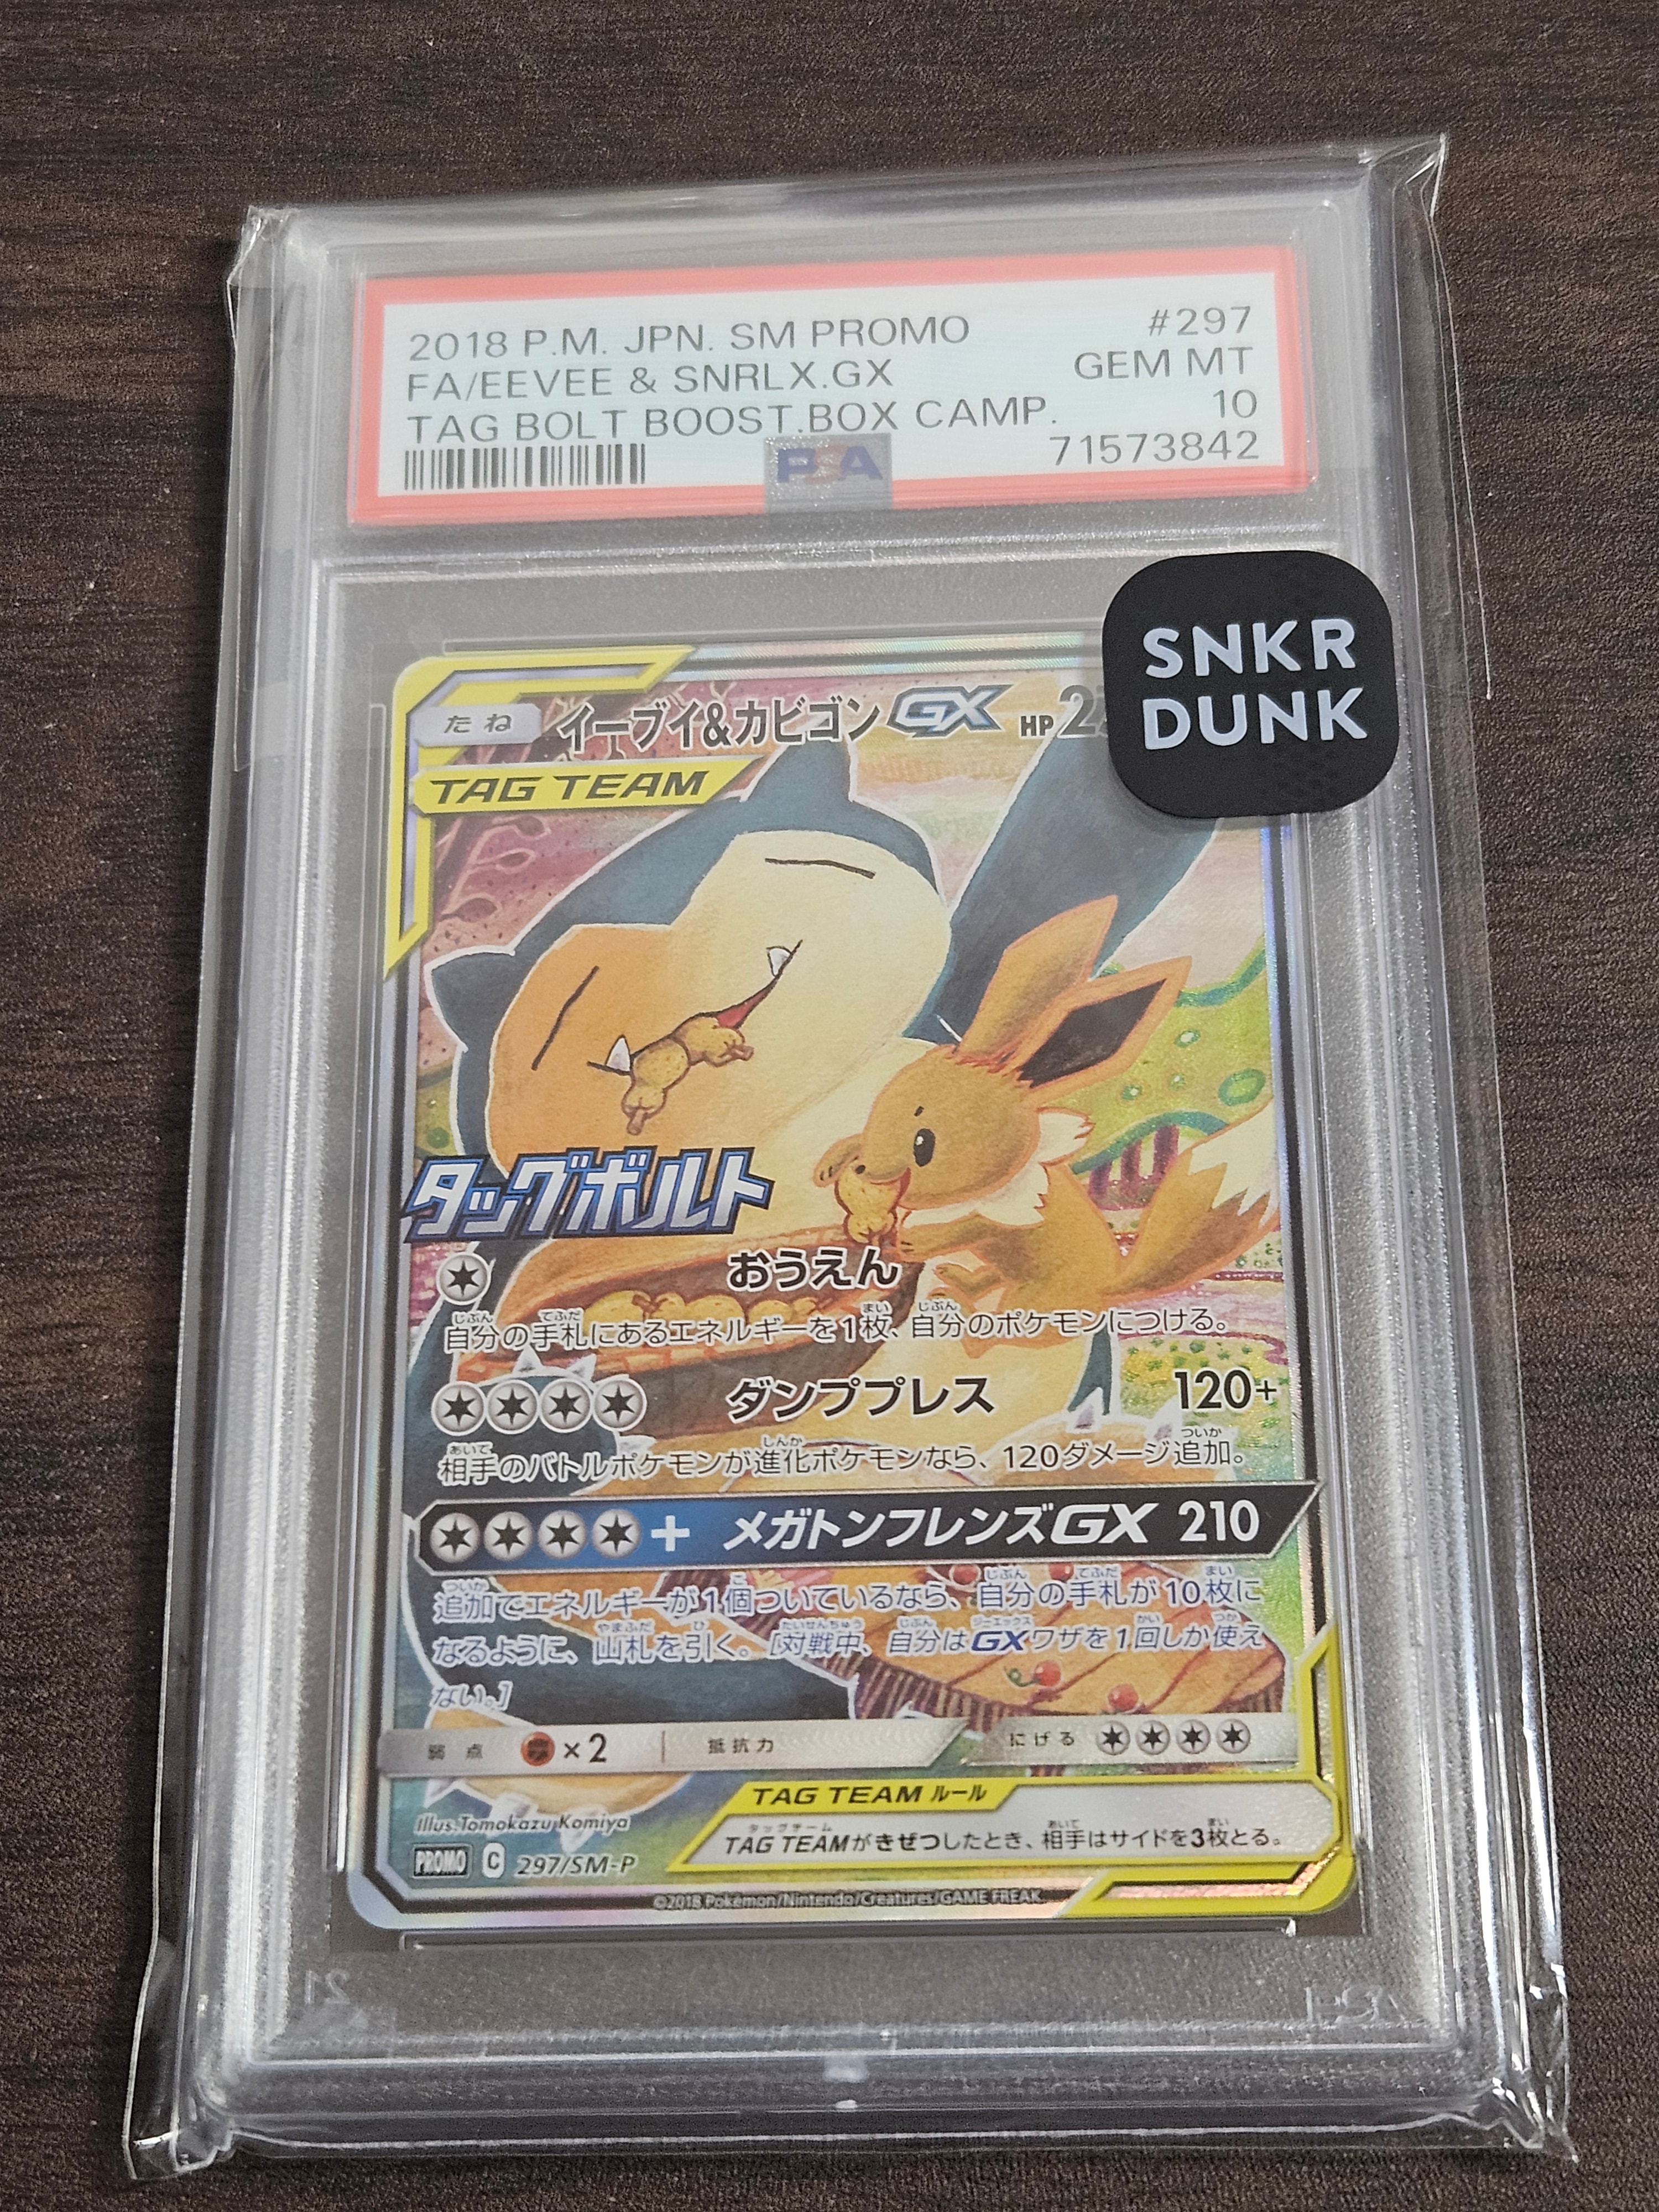 2018 P.M. JPN. SM PROMO #297
FA/EEVEE & SNRLX.GX GEM MT
TAG BOLT BOOST.BOX CAMP. 10
PSA 71573842
SNKR
DUNK
たね イーブイ&カビゴンGX HP
TAG TEAM
タッグボルト
おうえん
自分の手札にあるエネルギーを1枚、自分のポケモンにつける。
ダンププレス 120+
相手のバトルポケモンが進化ポケモンなら、120ダメージ追加。
+ メガトンフレンズGX 210
追加でエネルギーが1個ついているなら、自分の手札が10枚に
なるように、山札を引く。[対戦中、自分はGXワザを1回しか使え
ない。]
弱点 ×2 抵抗力 にげる
TAG TEAM ルール
TAG TEAMがきぜつしたとき、相手はサイドを3枚とる。
Illus.Tomokazu Komiya
PROMO C 297/SM-P
©2018 Pokémon/Nintendo/Creatures/GAME FREAK